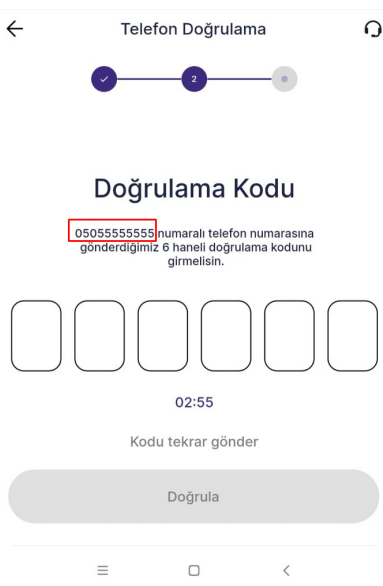 Telefon Doğrulama
2
Doğrulama Kodu
05055555555 numaralı telefon numarasına
gönderdiğimiz 6 haneli doğrulama kodunu
girmelisin.
02:55
Kodu tekrar gönder
Doğrula